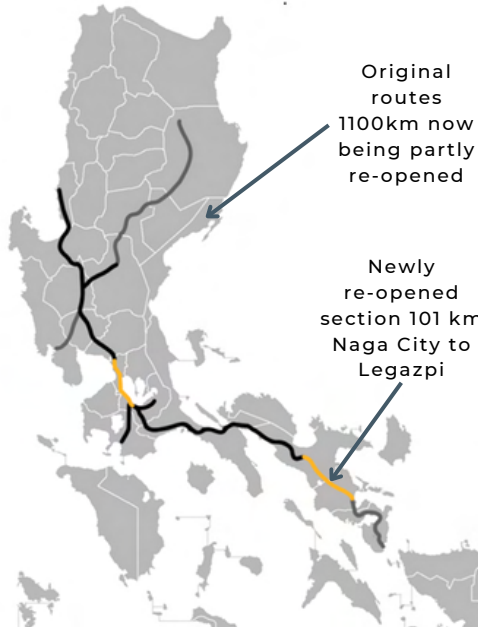 Original
routes
1100km now
being partly
re-opened
Newly
re-opened
section 101 km
Naga City to
Legazpi